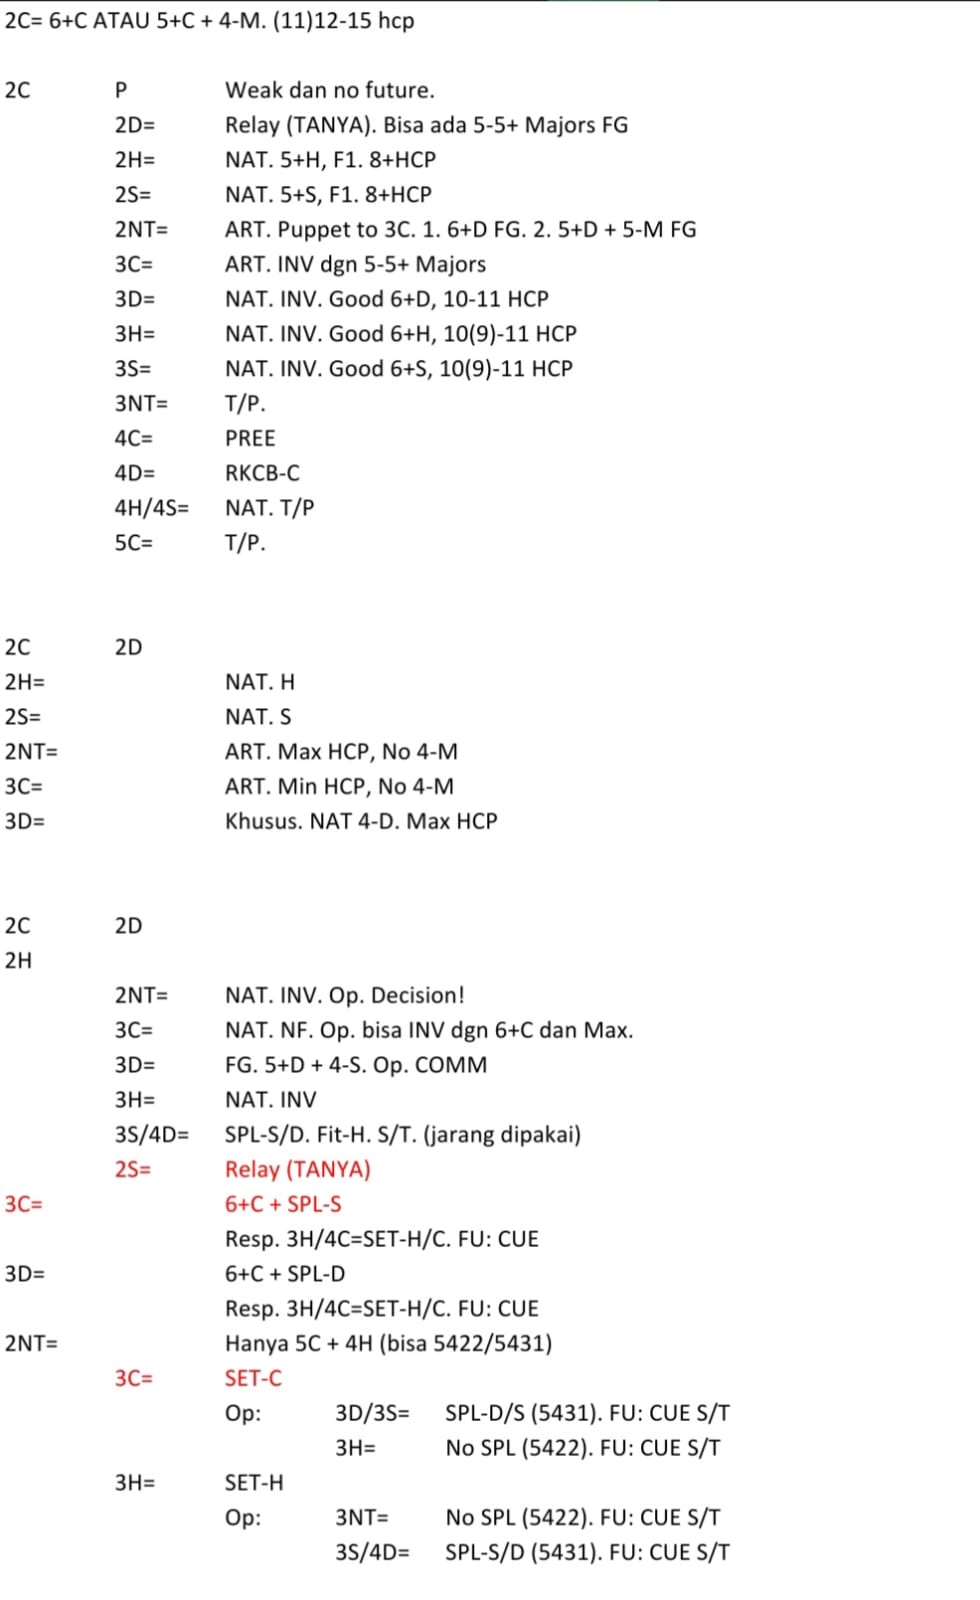 2C= 6+C ATAU 5+C + 4-M. (11)12-15 hcp
2C P Weak dan no future.
2D= Relay (TANYA). Bisa ada 5-5+ Majors FG
2H= NAT. 5+H, F1. 8+HCP
2S= NAT. 5+S, F1. 8+HCP
2NT= ART. Puppet to 3C. 1. 6+D FG. 2. 5+D + 5-M FG
3C= ART. INV dgn 5-5+ Majors
3D= NAT. INV. Good 6+D, 10-11 HCP
3H= NAT. INV. Good 6+H, 10(9)-11 HCP
3S= NAT. INV. Good 6+S, 10(9)-11 HCP
3NT= T/P.
4C= PREE
4D= RKCB-C
4H/4S= NAT. T/P
5C= T/P.
2C 2D
2H= NAT. H
2S= NAT. S
2NT= ART. Max HCP, No 4-M
3C= ART. Min HCP, No 4-M
3D= Khusus. NAT 4-D. Max HCP
2C 2D
2H
2NT= NAT. INV. Op. Decision!
3C= NAT. NF. Op. bisa INV dgn 6+C dan Max.
3D= FG. 5+D + 4-S. Op. COMM
3H= NAT. INV
3S/4D= SPL-S/D. Fit-H. S/T. (jarang dipakai)
2S= Relay (TANYA)
3C= 6+C + SPL-S
Resp. 3H/4C=SET-H/C. FU: CUE
3D= 6+C + SPL-D
Resp. 3H/4C=SET-H/C. FU: CUE
2NT= Hanya 5C + 4H (bisa 5422/5431)
3C= SET-C
Op: 3D/3S= SPL-D/S (5431). FU: CUE S/T
3H= No SPL (5422). FU: CUE S/T
3H= SET-H
Op: 3NT= No SPL (5422). FU: CUE S/T
3S/4D= SPL-S/D (5431). FU: CUE S/T